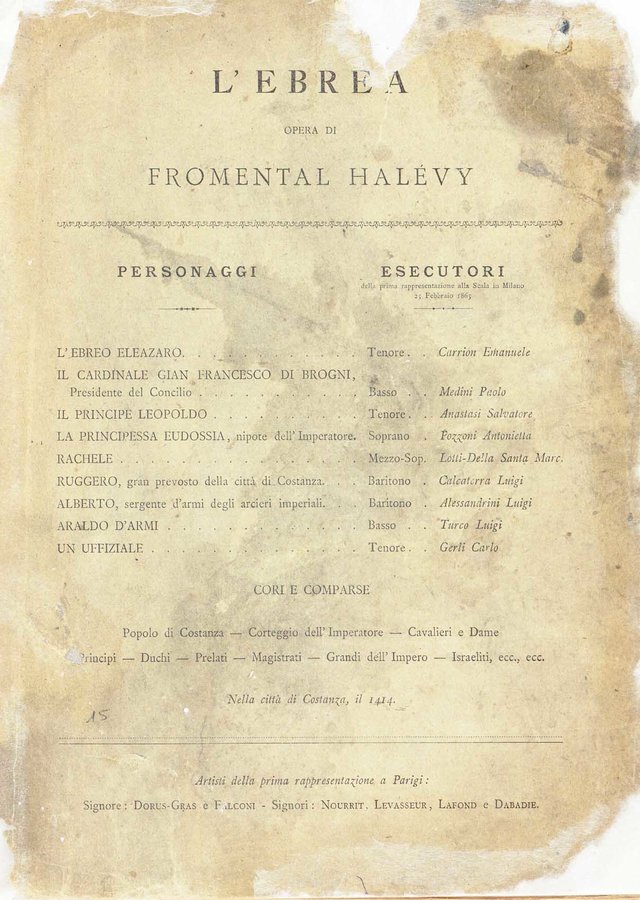 L'EBREA
OPERA DI
FROMENTAL HALÉVY
PERSONAGGI
ESECUTORI
della prima rappresentazione alla Scala in Milano
25 Febbraio 1865
L'EBREO ELEAZARO. . . . . . . . . . . . Tenore. . Carrion Emanuele
IL CARDINALE GIAN FRANCESCO DI BROGNI,
Presidente del Concilio . . . . . . . . . . . Basso . . Medini Paolo
IL PRINCIPE LEOPOLDO . . . . . . . . . . Tenore. . Anastasi Salvatore
LA PRINCIPESSA EUDOSSIA, nipote dell'Imperatore. Soprano . Pozzoni Antonietta
RACHELE . . . . . . . . . . . . . . . . . Mezzo-Sop. Lotti-Della Santa Marc.
RUGGERO, gran prevosto della città di Costanza. . . Baritono . Calcaterra Luigi
ALBERTO, sergente d'armi degli arcieri imperiali. . . Baritono . Alessandrini Luigi
ARALDO D'ARMI . . . . . . . . . . . . . Basso . . Turco Luigi
UN UFFIZIALE . . . . . . . . . . . . . . Tenore. . Gerli Carlo
CORI E COMPARSE
Popolo di Costanza — Corteggio dell'Imperatore — Cavalieri e Dame
Principi — Duchi — Prelati — Magistrati — Grandi dell'Impero — Israeliti, ecc., ecc.
Nella città di Costanza, il 1414.
15
Artisti della prima rappresentazione a Parigi:
Signore: DORUS-GRAS e FALCONI - Signori: NOURRIT, LEVASSEUR, LAFOND e DABADIE.